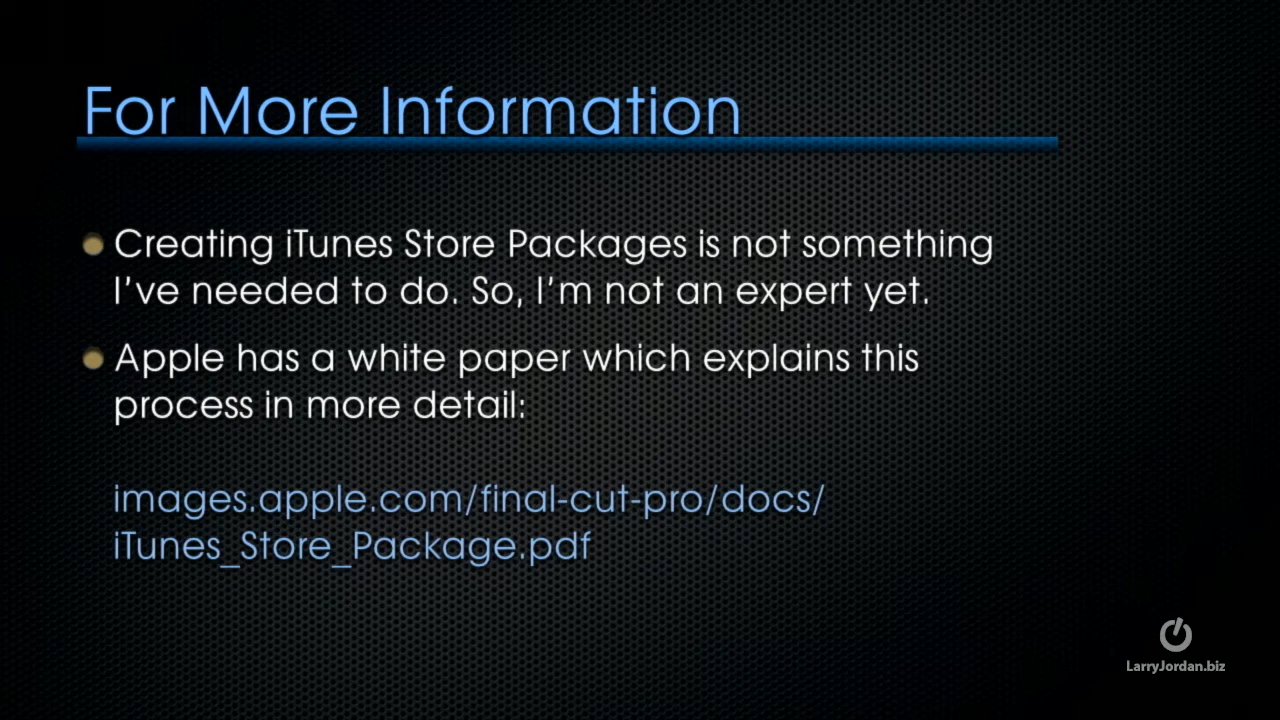 For More Information
Creating iTunes Store Packages is not something
I've needed to do. So, I'm not an expert yet.
Apple has a white paper which explains this
process in more detail:
images.apple.com/final-cut-pro/docs/
iTunes_Store_Package.pdf
LarryJordan.biz